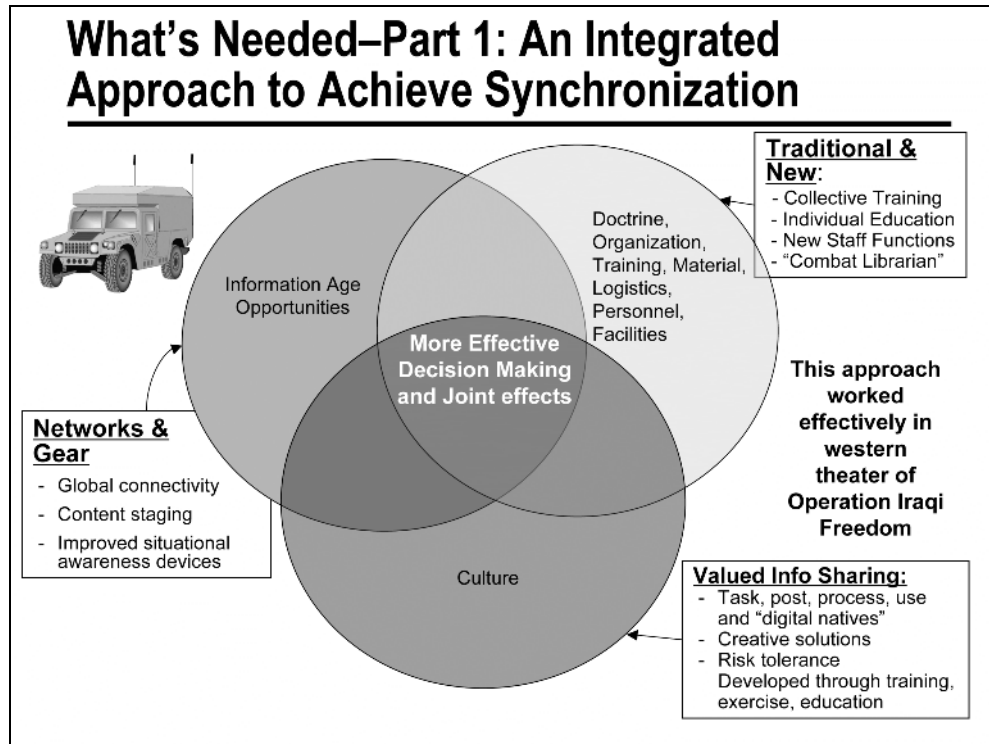 What's Needed–Part 1: An Integrated
Approach to Achieve Synchronization
Information Age
Opportunities
Doctrine,
Organization,
Training, Material,
Logistics,
Personnel,
Facilities
More Effective
Decision Making
and Joint effects
Culture
Traditional &
New:
- Collective Training
- Individual Education
- New Staff Functions
- “Combat Librarian”
This approach
worked
effectively in
western
theater of
Operation Iraqi
Freedom
Networks &
Gear
- Global connectivity
- Content staging
- Improved situational
awareness devices
Valued Info Sharing:
- Task, post, process, use
and “digital natives”
- Creative solutions
- Risk tolerance
Developed through training,
exercise, education